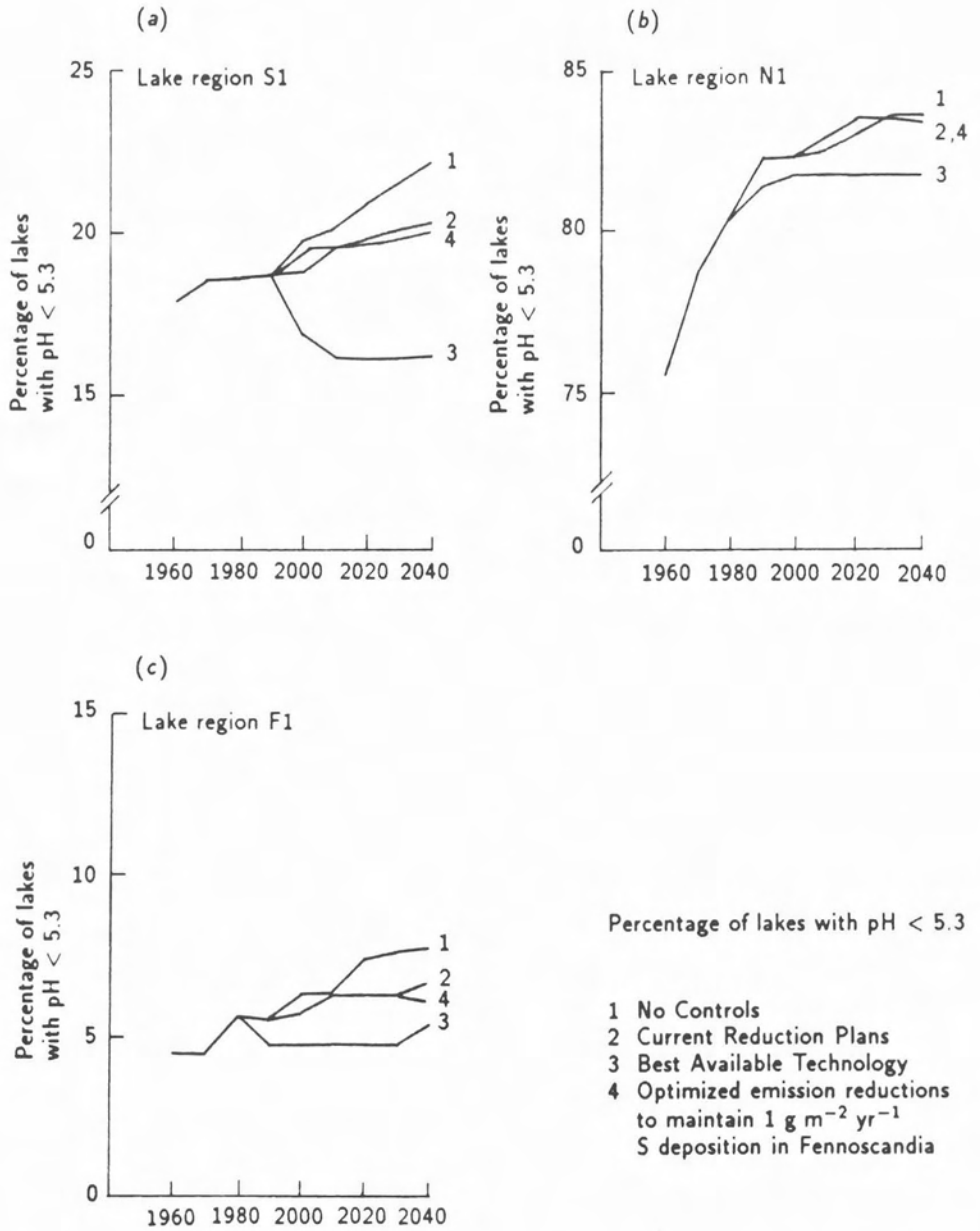 (a)
25
Lake region S1
20
15
0
Percentage of lakes
with pH < 5.3
1
2
4
3
1960 1980 2000 2020 2040
(b)
85
Lake region N1
80
75
0
Percentage of lakes
with pH < 5.3
1
2,4
3
1960 1980 2000 2020 2040
(c)
15
Lake region F1
10
5
0
Percentage of lakes
with pH < 5.3
1
2
4
3
1960 1980 2000 2020 2040
Percentage of lakes with pH < 5.3
1 No Controls
2 Current Reduction Plans
3 Best Available Technology
4 Optimized emission reductions
to maintain 1 g m⁻² yr⁻¹
S deposition in Fennoscandia